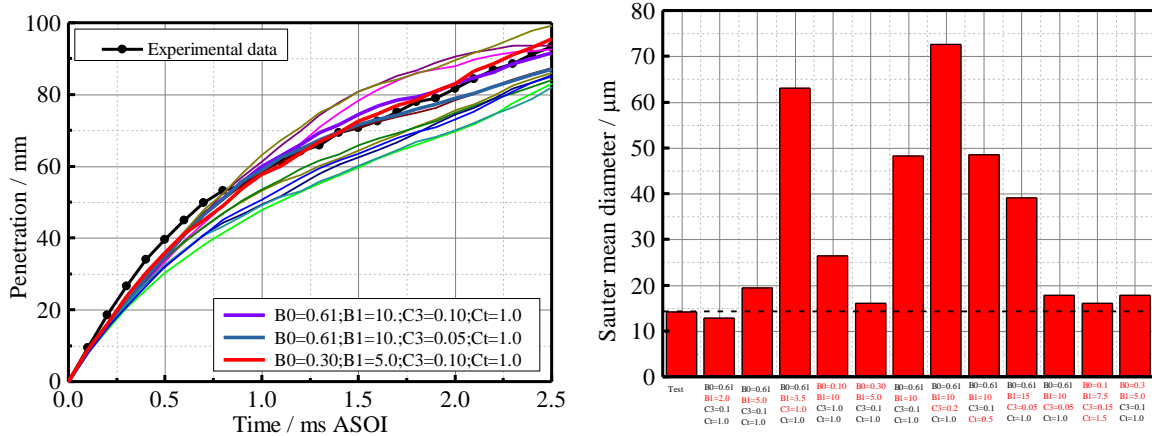 100
80
60
40
20
0
Penetration / mm
Experimental data
B0=0.61;B1=10.;C3=0.10;Ct=1.0
B0=0.61;B1=10.;C3=0.05;Ct=1.0
B0=0.30;B1=5.0;C3=0.10;Ct=1.0
0.0 0.5 1.0 1.5 2.0 2.5
Time / ms ASOI
80
70
60
50
40
30
20
10
0
Sauter mean diameter / μm
Test B0=0.61 B0=0.61 B0=0.61 B0=0.10 B0=0.30 B0=0.61 B0=0.61 B0=0.61 B0=0.61 B0=0.61 B0=0.1 B0=0.3
B1=2.0 B1=5.0 B1=3.5 B1=10 B1=5.0 B1=10 B1=10 B1=10 B1=15 B1=10 B1=7.5 B1=5.0
C3=0.1 C3=0.1 C3=1.0 C3=1.0 C3=0.1 C3=0.1 C3=0.2 C3=0.1 C3=0.05 C3=0.05 C3=0.15 C3=0.1
Ct=1.0 Ct=1.0 Ct=1.0 Ct=1.0 Ct=1.0 Ct=1.0 Ct=1.0 Ct=0.5 Ct=1.0 Ct=1.0 Ct=1.5 Ct=1.0